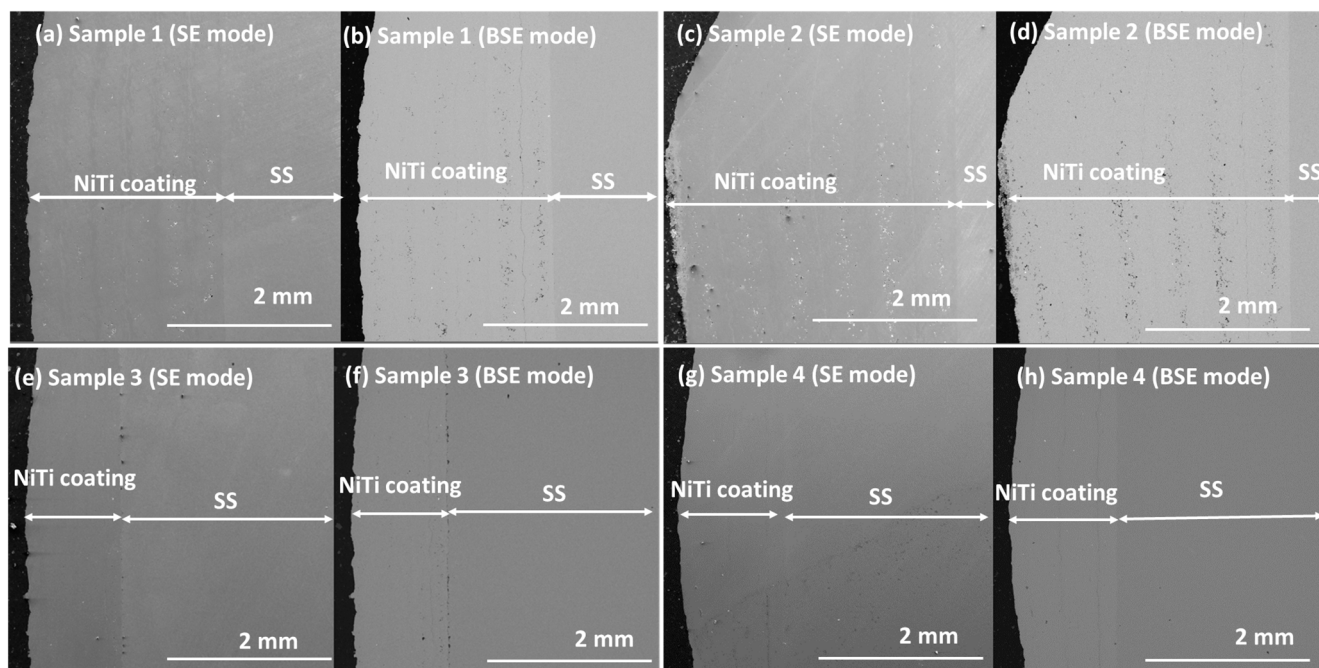 (a) Sample 1 (SE mode)
(b) Sample 1 (BSE mode)
(c) Sample 2 (SE mode)
(d) Sample 2 (BSE mode)
NiTi coating
SS
NiTi coating
SS
NiTi coating
SS
NiTi coating
SS
2 mm
2 mm
2 mm
2 mm
(e) Sample 3 (SE mode)
(f) Sample 3 (BSE mode)
(g) Sample 4 (SE mode)
(h) Sample 4 (BSE mode)
NiTi coating
SS
NiTi coating
SS
NiTi coating
SS
NiTi coating
SS
2 mm
2 mm
2 mm
2 mm